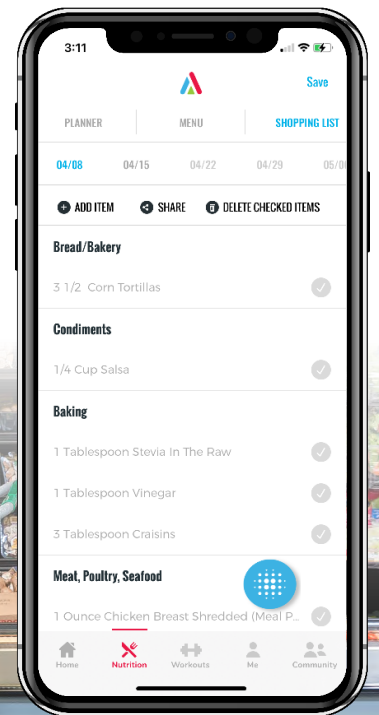 3:11
Save
PLANNER MENU SHOPPING LIST
04/08 04/15 04/22 04/29
ADD ITEM SHARE DELETE CHECKED ITEMS
Bread/Bakery
3 1/2 Corn Tortillas
Condiments
1/4 Cup Salsa
Baking
1 Tablespoon Stevia In The Raw
1 Tablespoon Vinegar
3 Tablespoon Craisins
Meat, Poultry, Seafood
1 Ounce Chicken Breast Shredded (Meal P...
Home Nutrition Workouts Me Community